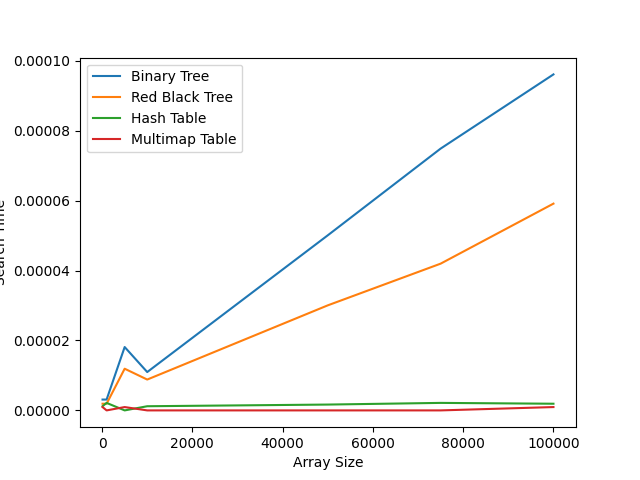 0.00010
0.00008
0.00006
0.00004
0.00002
0.00000
Search Time
Binary Tree
Red Black Tree
Hash Table
Multimap Table
0
20000
40000
60000
80000
100000
Array Size